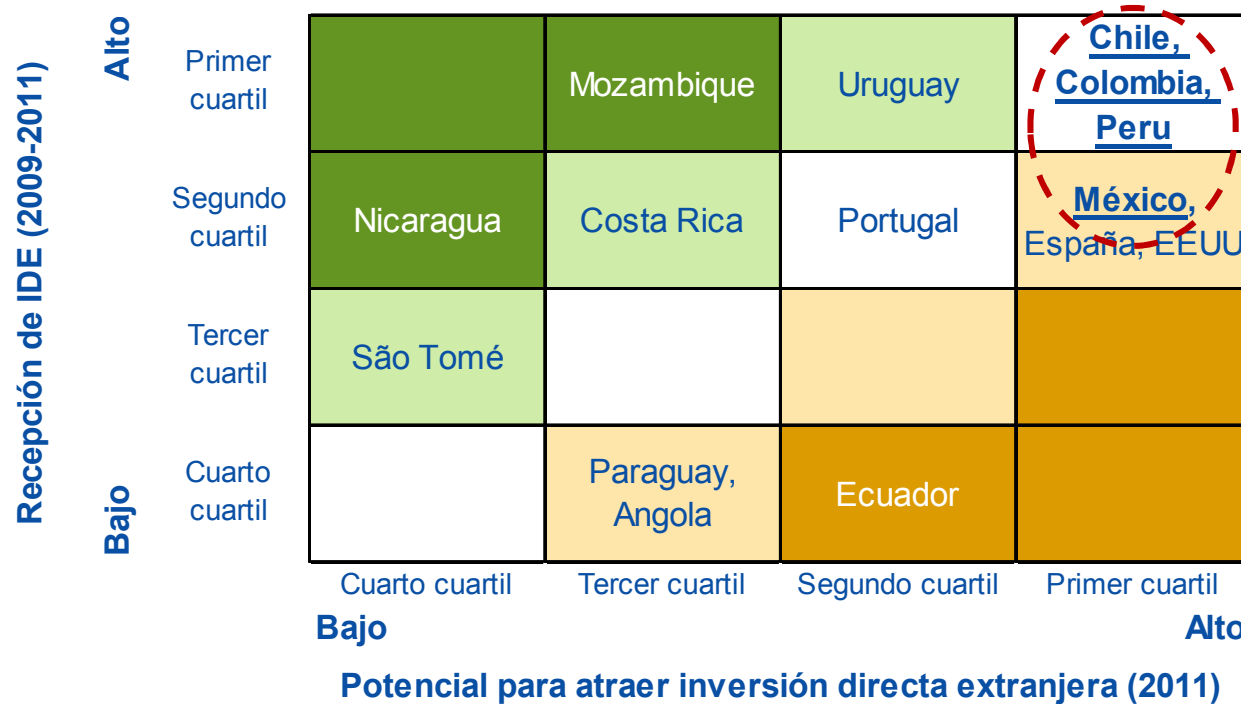 Recepción de IDE (2009-2011)
Alto
Bajo
Primer
cuartil
Mozambique
Uruguay
Chile,
Colombia,
Peru
Segundo
cuartil
Nicaragua
Costa Rica
Portugal
México,
España, EEUU
Tercer
cuartil
São Tomé
Cuarto
cuartil
Paraguay,
Angola
Ecuador
Cuarto cuartil
Tercer cuartil
Segundo cuartil
Primer cuartil
Bajo
Alto
Potencial para atraer inversión directa extranjera (2011)